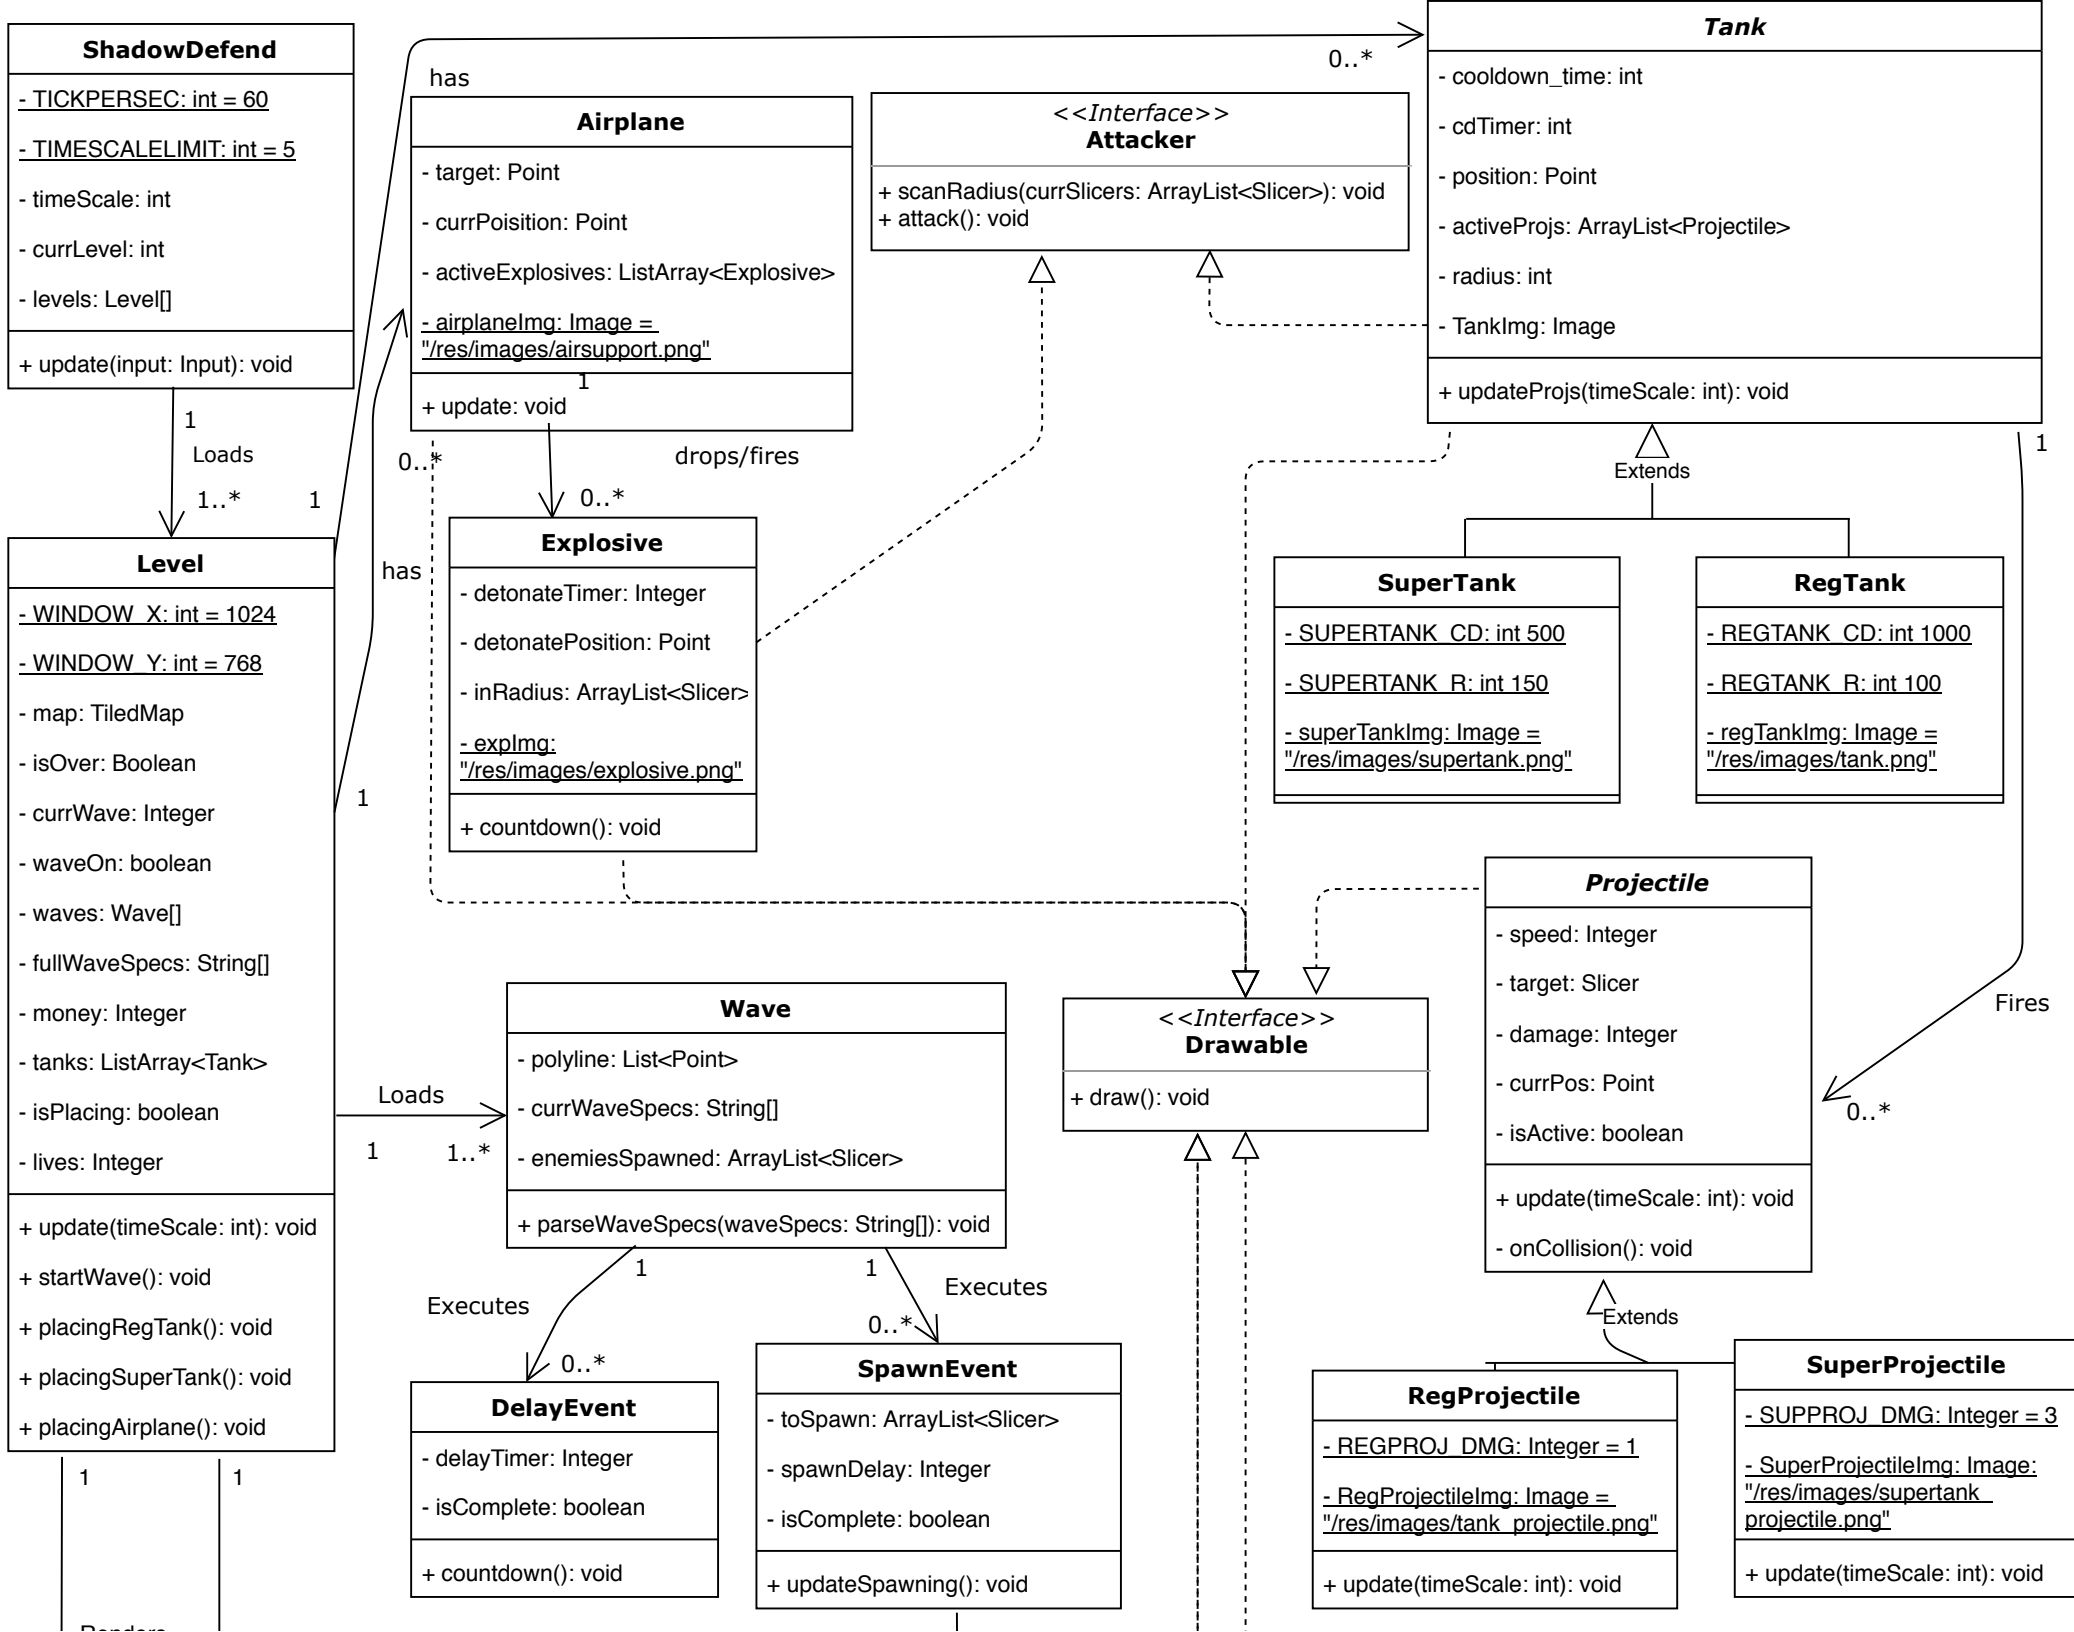 ShadowDefend
- TICKPERSEC: int = 60
- TIMESCALELIMIT: int = 5
- timeScale: int
- currLevel: int
- levels: Level[]
+ update(input: Input): void
1
Loads
1..*
has
0..*
1
Airplane
- target: Point
- currPoisition: Point
- activeExplosives: ListArray<Explosive>
- airplaneImg: Image =
"/res/images/airsupport.png"
1
+ update: void
0..*
drops/fires
0..*
has
1
<<Interface>>
Attacker
+ scanRadius(currSlicers: ArrayList<Slicer>): void
+ attack(): void
Tank
- cooldown_time: int
- cdTimer: int
- position: Point
- activeProjs: ArrayList<Projectile>
- radius: int
- TankImg: Image
+ updateProjs(timeScale: int): void
Extends
1
Level
- WINDOW_X: int = 1024
- WINDOW_Y: int = 768
- map: TiledMap
- isOver: Boolean
- currWave: Integer
- waveOn: boolean
- waves: Wave[]
- fullWaveSpecs: String[]
- money: Integer
- tanks: ListArray<Tank>
- isPlacing: boolean
- lives: Integer
+ update(timeScale: int): void
+ startWave(): void
+ placingRegTank(): void
+ placingSuperTank(): void
+ placingAirplane(): void
1
1
Explosive
- detonateTimer: Integer
- detonatePosition: Point
- inRadius: ArrayList<Slicer>
- expImg:
"/res/images/explosive.png"
+ countdown(): void
SuperTank
- SUPERTANK_CD: int 500
- SUPERTANK_R: int 150
- superTankImg: Image =
"/res/images/supertank.png"
RegTank
- REGTANK_CD: int 1000
- REGTANK_R: int 100
- regTankImg: Image =
"/res/images/tank.png"
Projectile
- speed: Integer
- target: Slicer
- damage: Integer
- currPos: Point
- isActive: boolean
+ update(timeScale: int): void
- onCollision(): void
Fires
0..*
Loads
1
1..*
Wave
- polyline: List<Point>
- currWaveSpecs: String[]
- enemiesSpawned: ArrayList<Slicer>
+ parseWaveSpecs(waveSpecs: String[]): void
<<Interface>>
Drawable
+ draw(): void
1
Executes
0..*
1
Executes
0..*
DelayEvent
- delayTimer: Integer
- isComplete: boolean
+ countdown(): void
SpawnEvent
- toSpawn: ArrayList<Slicer>
- spawnDelay: Integer
- isComplete: boolean
+ updateSpawning(): void
Extends
RegProjectile
- REGPROJ_DMG: Integer = 1
- RegProjectileImg: Image =
"/res/images/tank_projectile.png"
+ update(timeScale: int): void
SuperProjectile
- SUPPROJ_DMG: Integer = 3
- SuperProjectileImg: Image:
"/res/images/supertank_
projectile.png"
+ update(timeScale: int): void
Renders